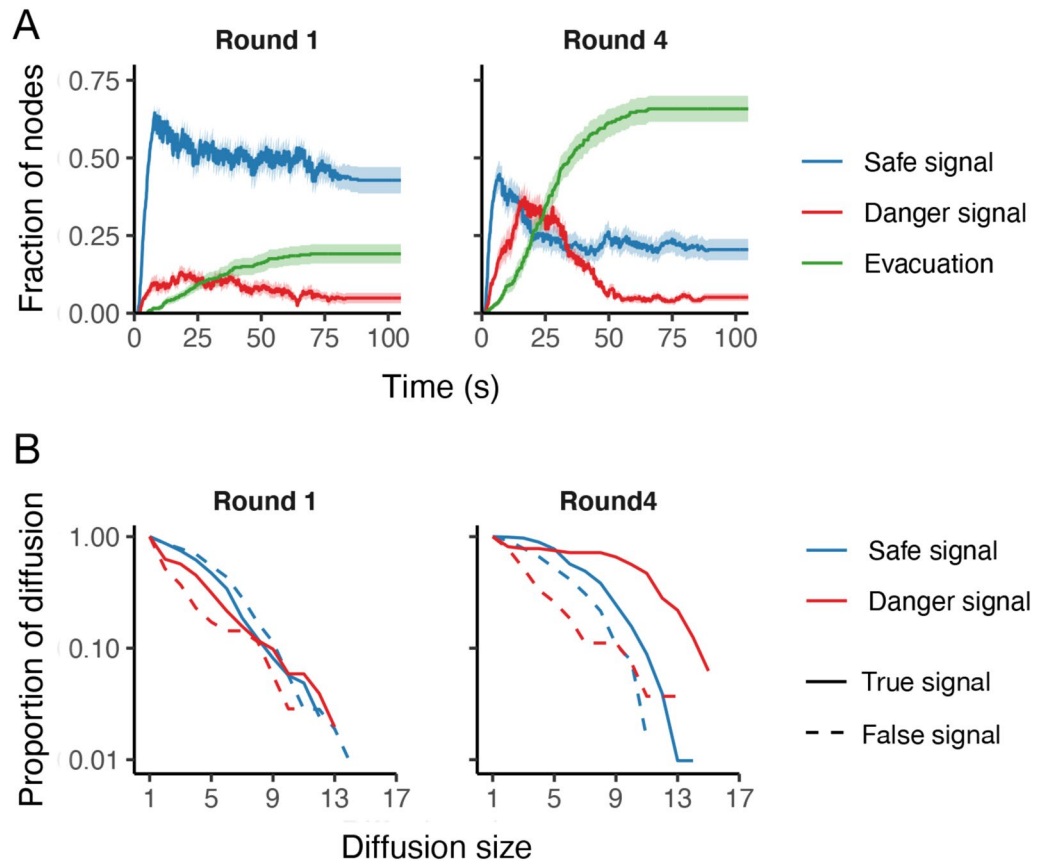 A
Round 1
Round 4
Fraction of nodes
0.75
0.50
0.25
0.00
0 25 50 75 100
0 25 50 75 100
Time (s)
Safe signal
Danger signal
Evacuation
B
Round 1
Round4
Proportion of diffusion
1.00
0.10
0.01
1 5 9 13 17
1 5 9 13 17
Diffusion size
Safe signal
Danger signal
True signal
False signal